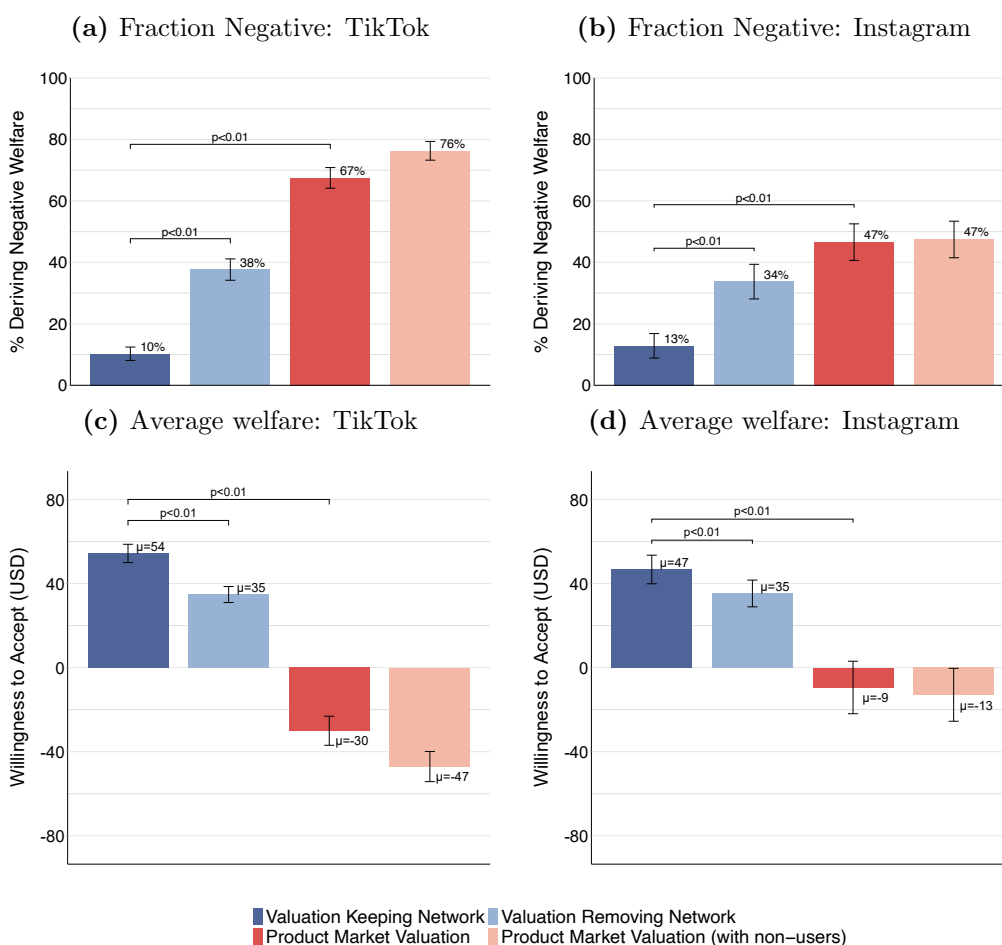 (a) Fraction Negative: TikTok
% Deriving Negative Welfare
100
80
60
40
20
0
p<0.01
p<0.01
10%
38%
67%
76%
(b) Fraction Negative: Instagram
% Deriving Negative Welfare
100
80
60
40
20
0
p<0.01
p<0.01
13%
34%
47%
47%
(c) Average welfare: TikTok
Willingness to Accept (USD)
80
40
0
-40
-80
p<0.01
p<0.01
μ=54
μ=35
μ=-30
μ=-47
(d) Average welfare: Instagram
Willingness to Accept (USD)
80
40
0
-40
-80
p<0.01
p<0.01
μ=47
μ=35
μ=-9
μ=-13
Valuation Keeping Network
Valuation Removing Network
Product Market Valuation
Product Market Valuation (with non−users)